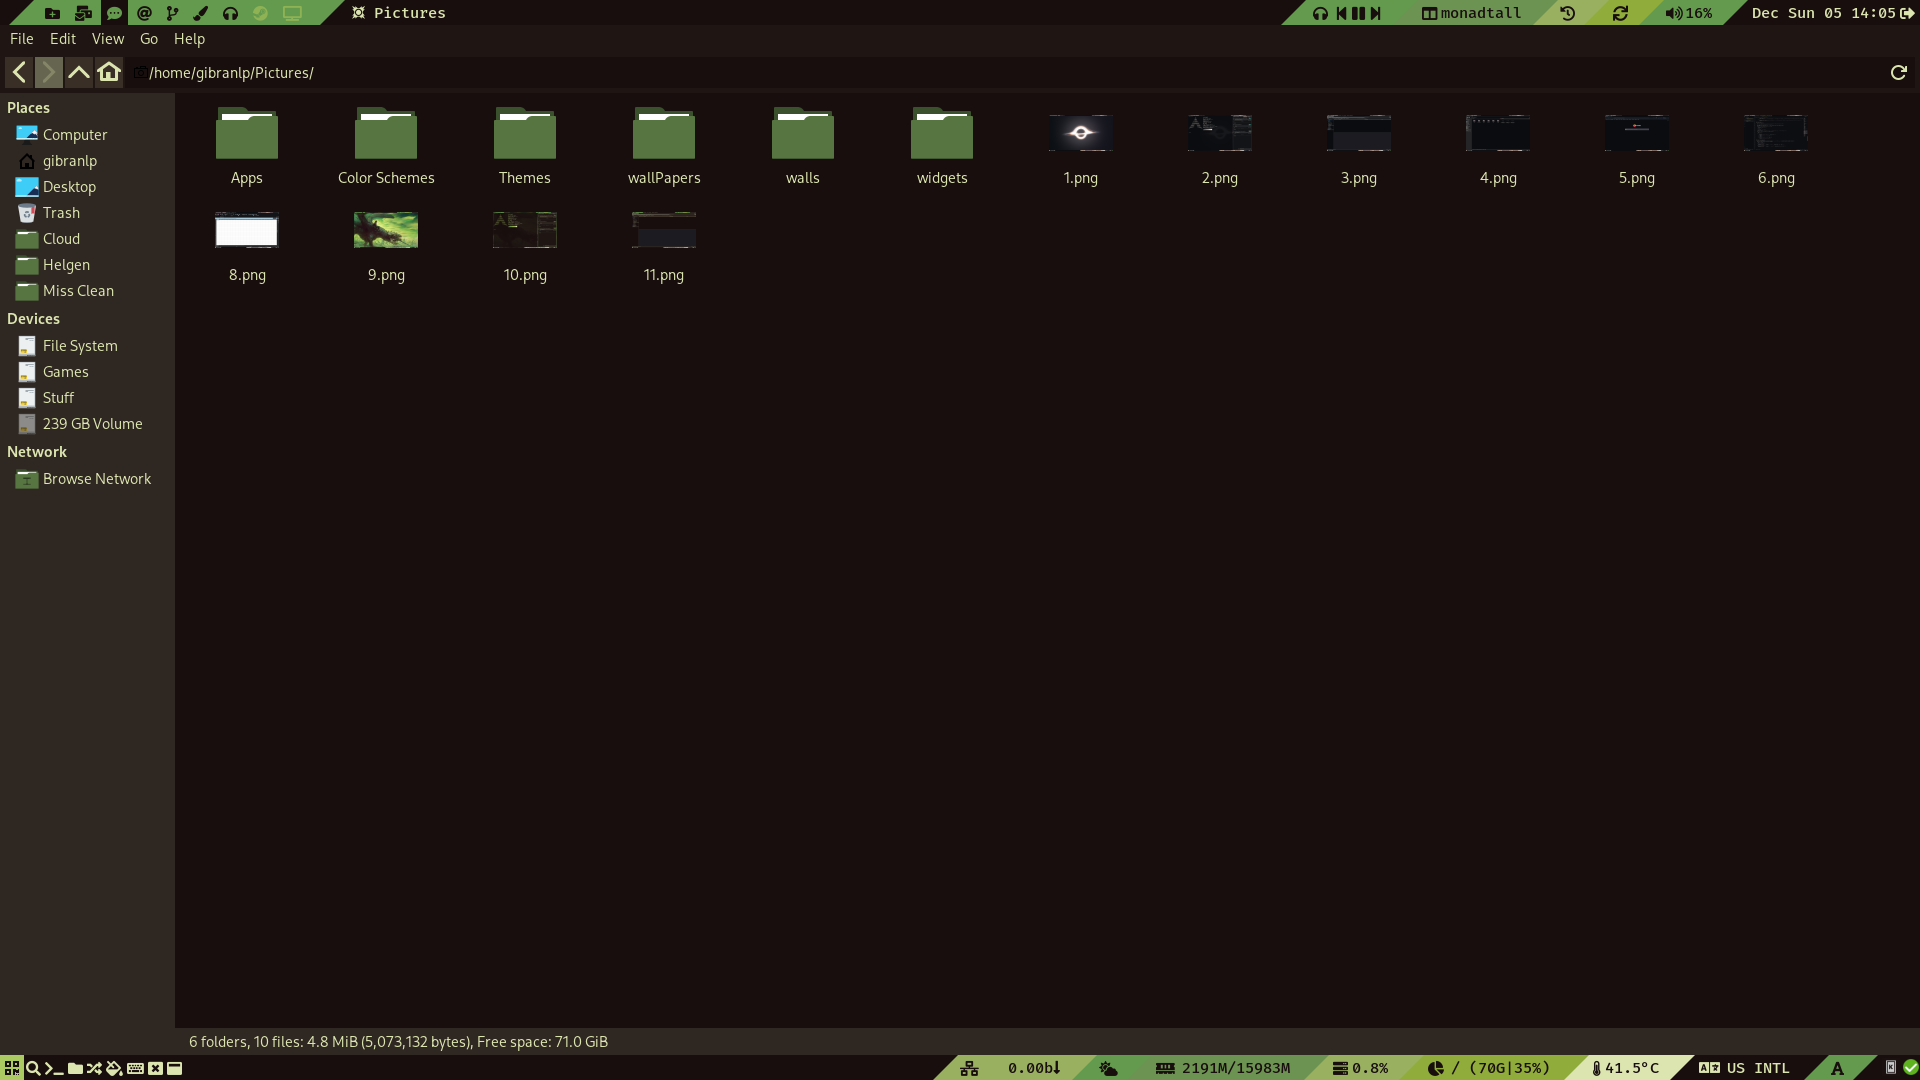 Pictures
monadtall
16%
Dec Sun 05 14:05
File Edit View Go Help
/home/gibranlp/Pictures/
Places
Computer
gibranlp
Desktop
Trash
Cloud
Helgen
Miss Clean
Devices
File System
Games
Stuff
239 GB Volume
Network
Browse Network
Apps Color Schemes Themes wallPapers walls widgets 1.png 2.png 3.png 4.png 5.png 6.png
8.png 9.png 10.png 11.png
6 folders, 10 files: 4.8 MiB (5,073,132 bytes), Free space: 71.0 GiB
0.00b↓ 2191M/15983M 0.8% / (70G|35%) 41.5°C US INTL A